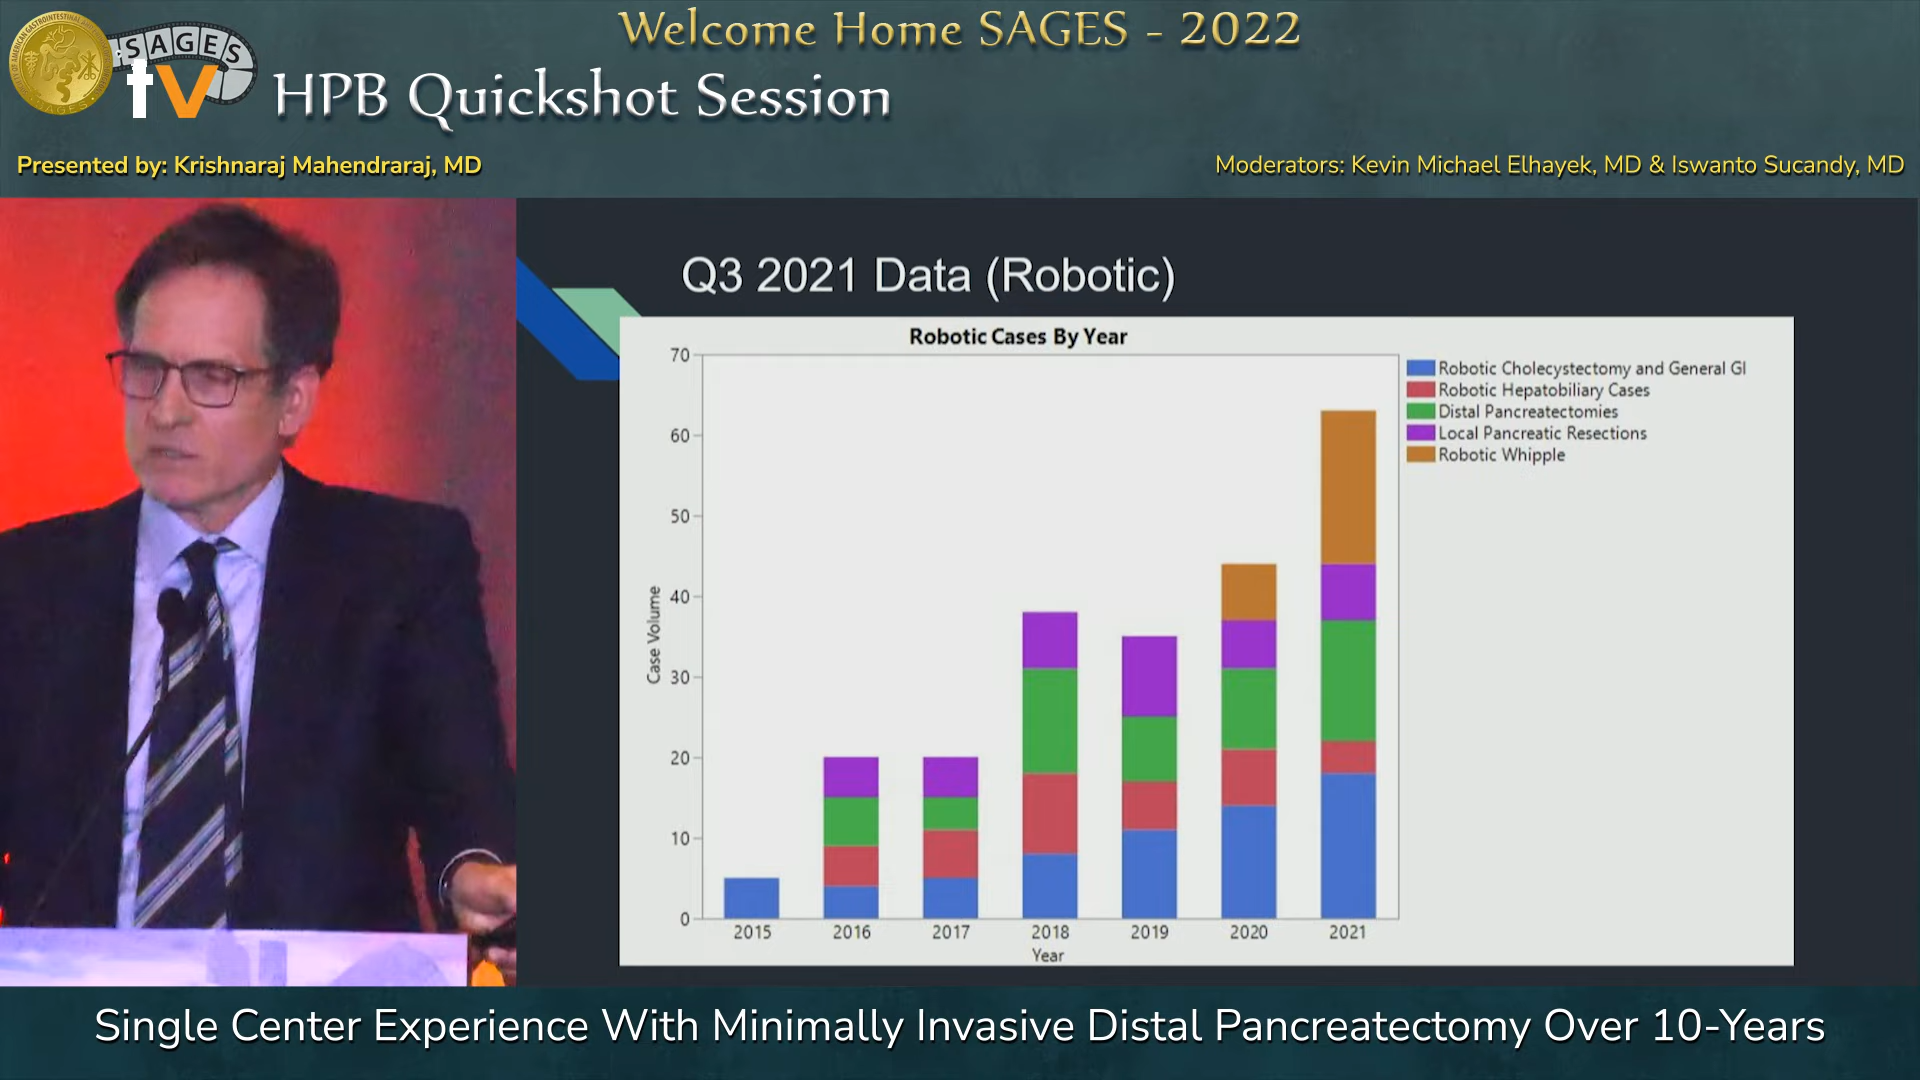 Welcome Home SAGES - 2022
SAGES
tv
HPB Quickshot Session
Presented by: Krishnaraj Mahendraraj, MD
Moderators: Kevin Michael Elhayek, MD & Iswanto Sucandy, MD
Q3 2021 Data (Robotic)
Robotic Cases By Year
70
60
50
40
30
20
10
0
Case Volume
2015 2016 2017 2018 2019 2020 2021
Year
Robotic Cholecystectomy and General GI
Robotic Hepatobiliary Cases
Distal Pancreatectomies
Local Pancreatic Resections
Robotic Whipple
Single Center Experience With Minimally Invasive Distal Pancreatectomy Over 10-Years